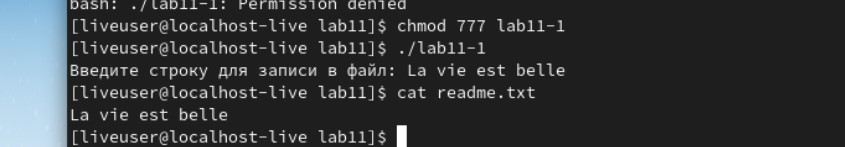 bash: ./lab11-1: Permission denied
[liveuser@localhost-live lab11]$ chmod 777 lab11-1
[liveuser@localhost-live lab11]$ ./lab11-1
Введите строку для записи в файл: La vie est belle
[liveuser@localhost-live lab11]$ cat readme.txt
La vie est belle
[liveuser@localhost-live lab11]$